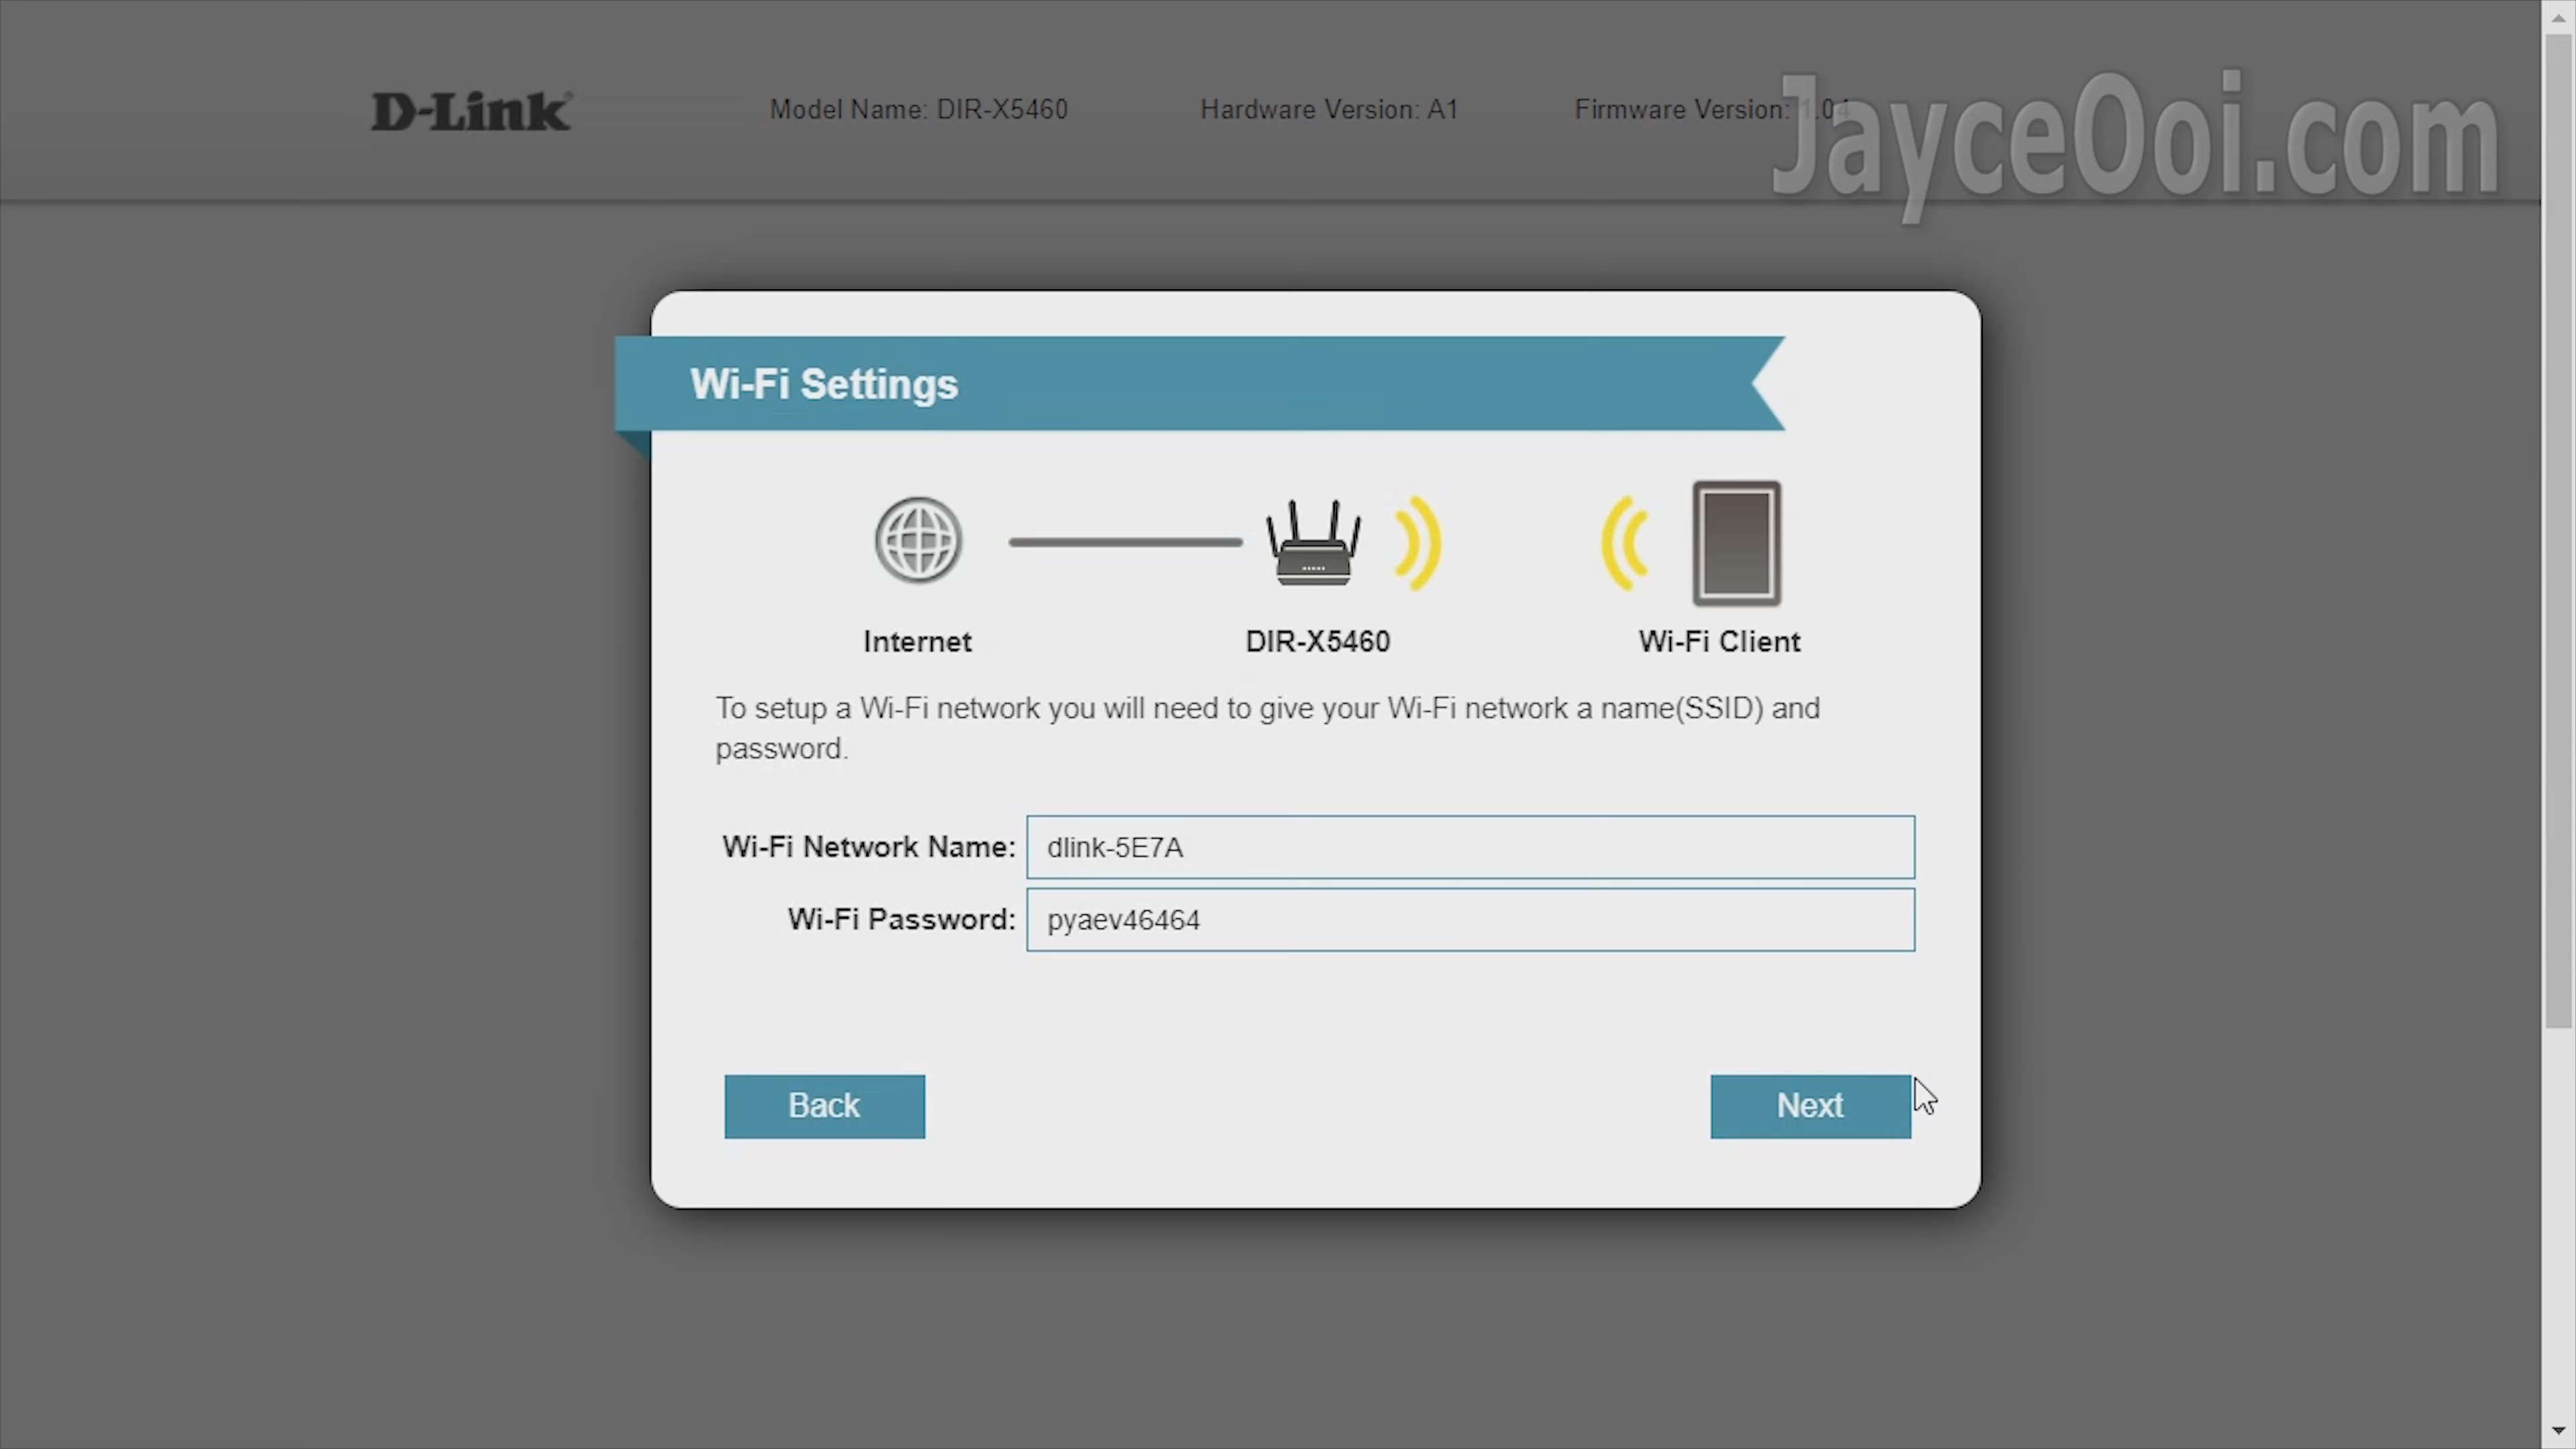 D-Link
Model Name: DIR-X5460 Hardware Version: A1 Firmware Version: 1.04
JayceOoi.com
Wi-Fi Settings
Internet DIR-X5460 Wi-Fi Client
To setup a Wi-Fi network you will need to give your Wi-Fi network a name(SSID) and
password.
Wi-Fi Network Name: dlink-5E7A
Wi-Fi Password: pyaev46464
Back Next